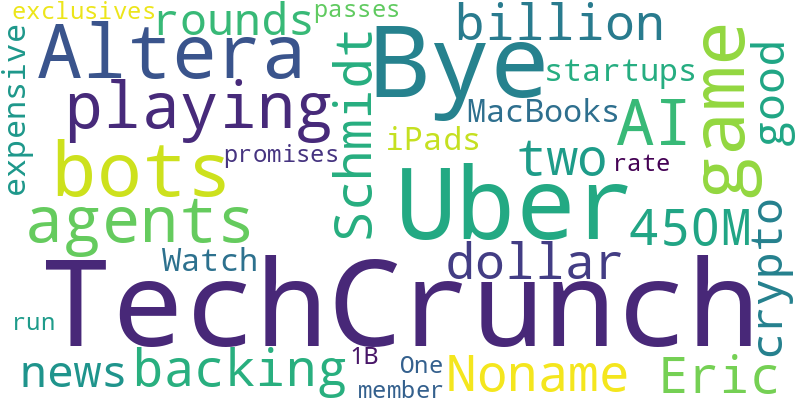 exclusives
rounds
passes
billion
Altera
Bye
expensive
Schmidt
startups
game
good
playing
MacBooks
AI
iPads
bots
promises
two
rate
agents
Uber
450M
crypto
Watch
dollar
TechCrunch
run
news
backing
1B
One
member
Noname
Eric